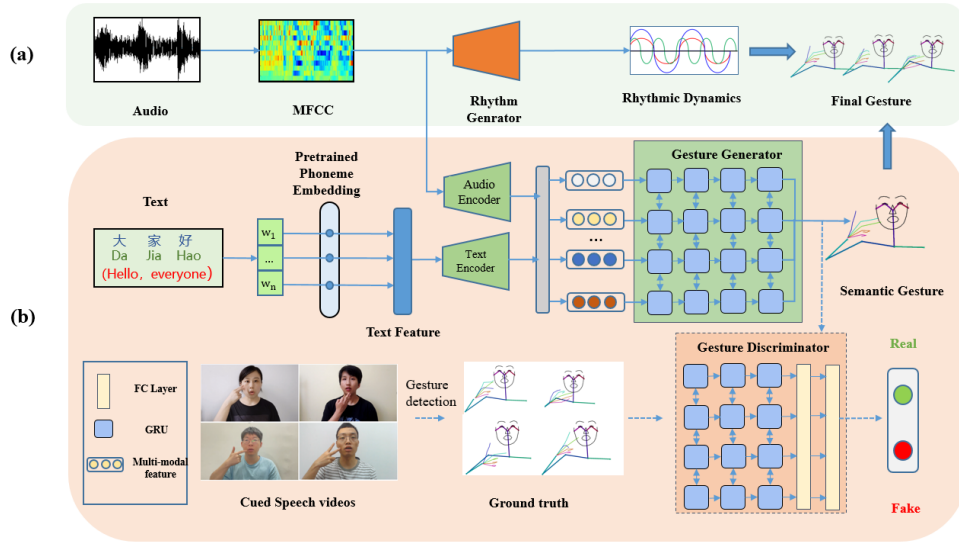 (a)
Audio
MFCC
Rhythm
Genrator
Rhythmic Dynamics
Final Gesture
(b)
Text
大 家 好
Da Jia Hao
(Hello, everyone)
w1
...
wn
Pretrained
Phoneme
Embedding
Text Feature
Audio
Encoder
Text
Encoder
...
Gesture Generator
Semantic Gesture
FC Layer
GRU
Multi-modal
feature
Cued Speech videos
Gesture
detection
Ground truth
Gesture Discriminator
Real
Fake